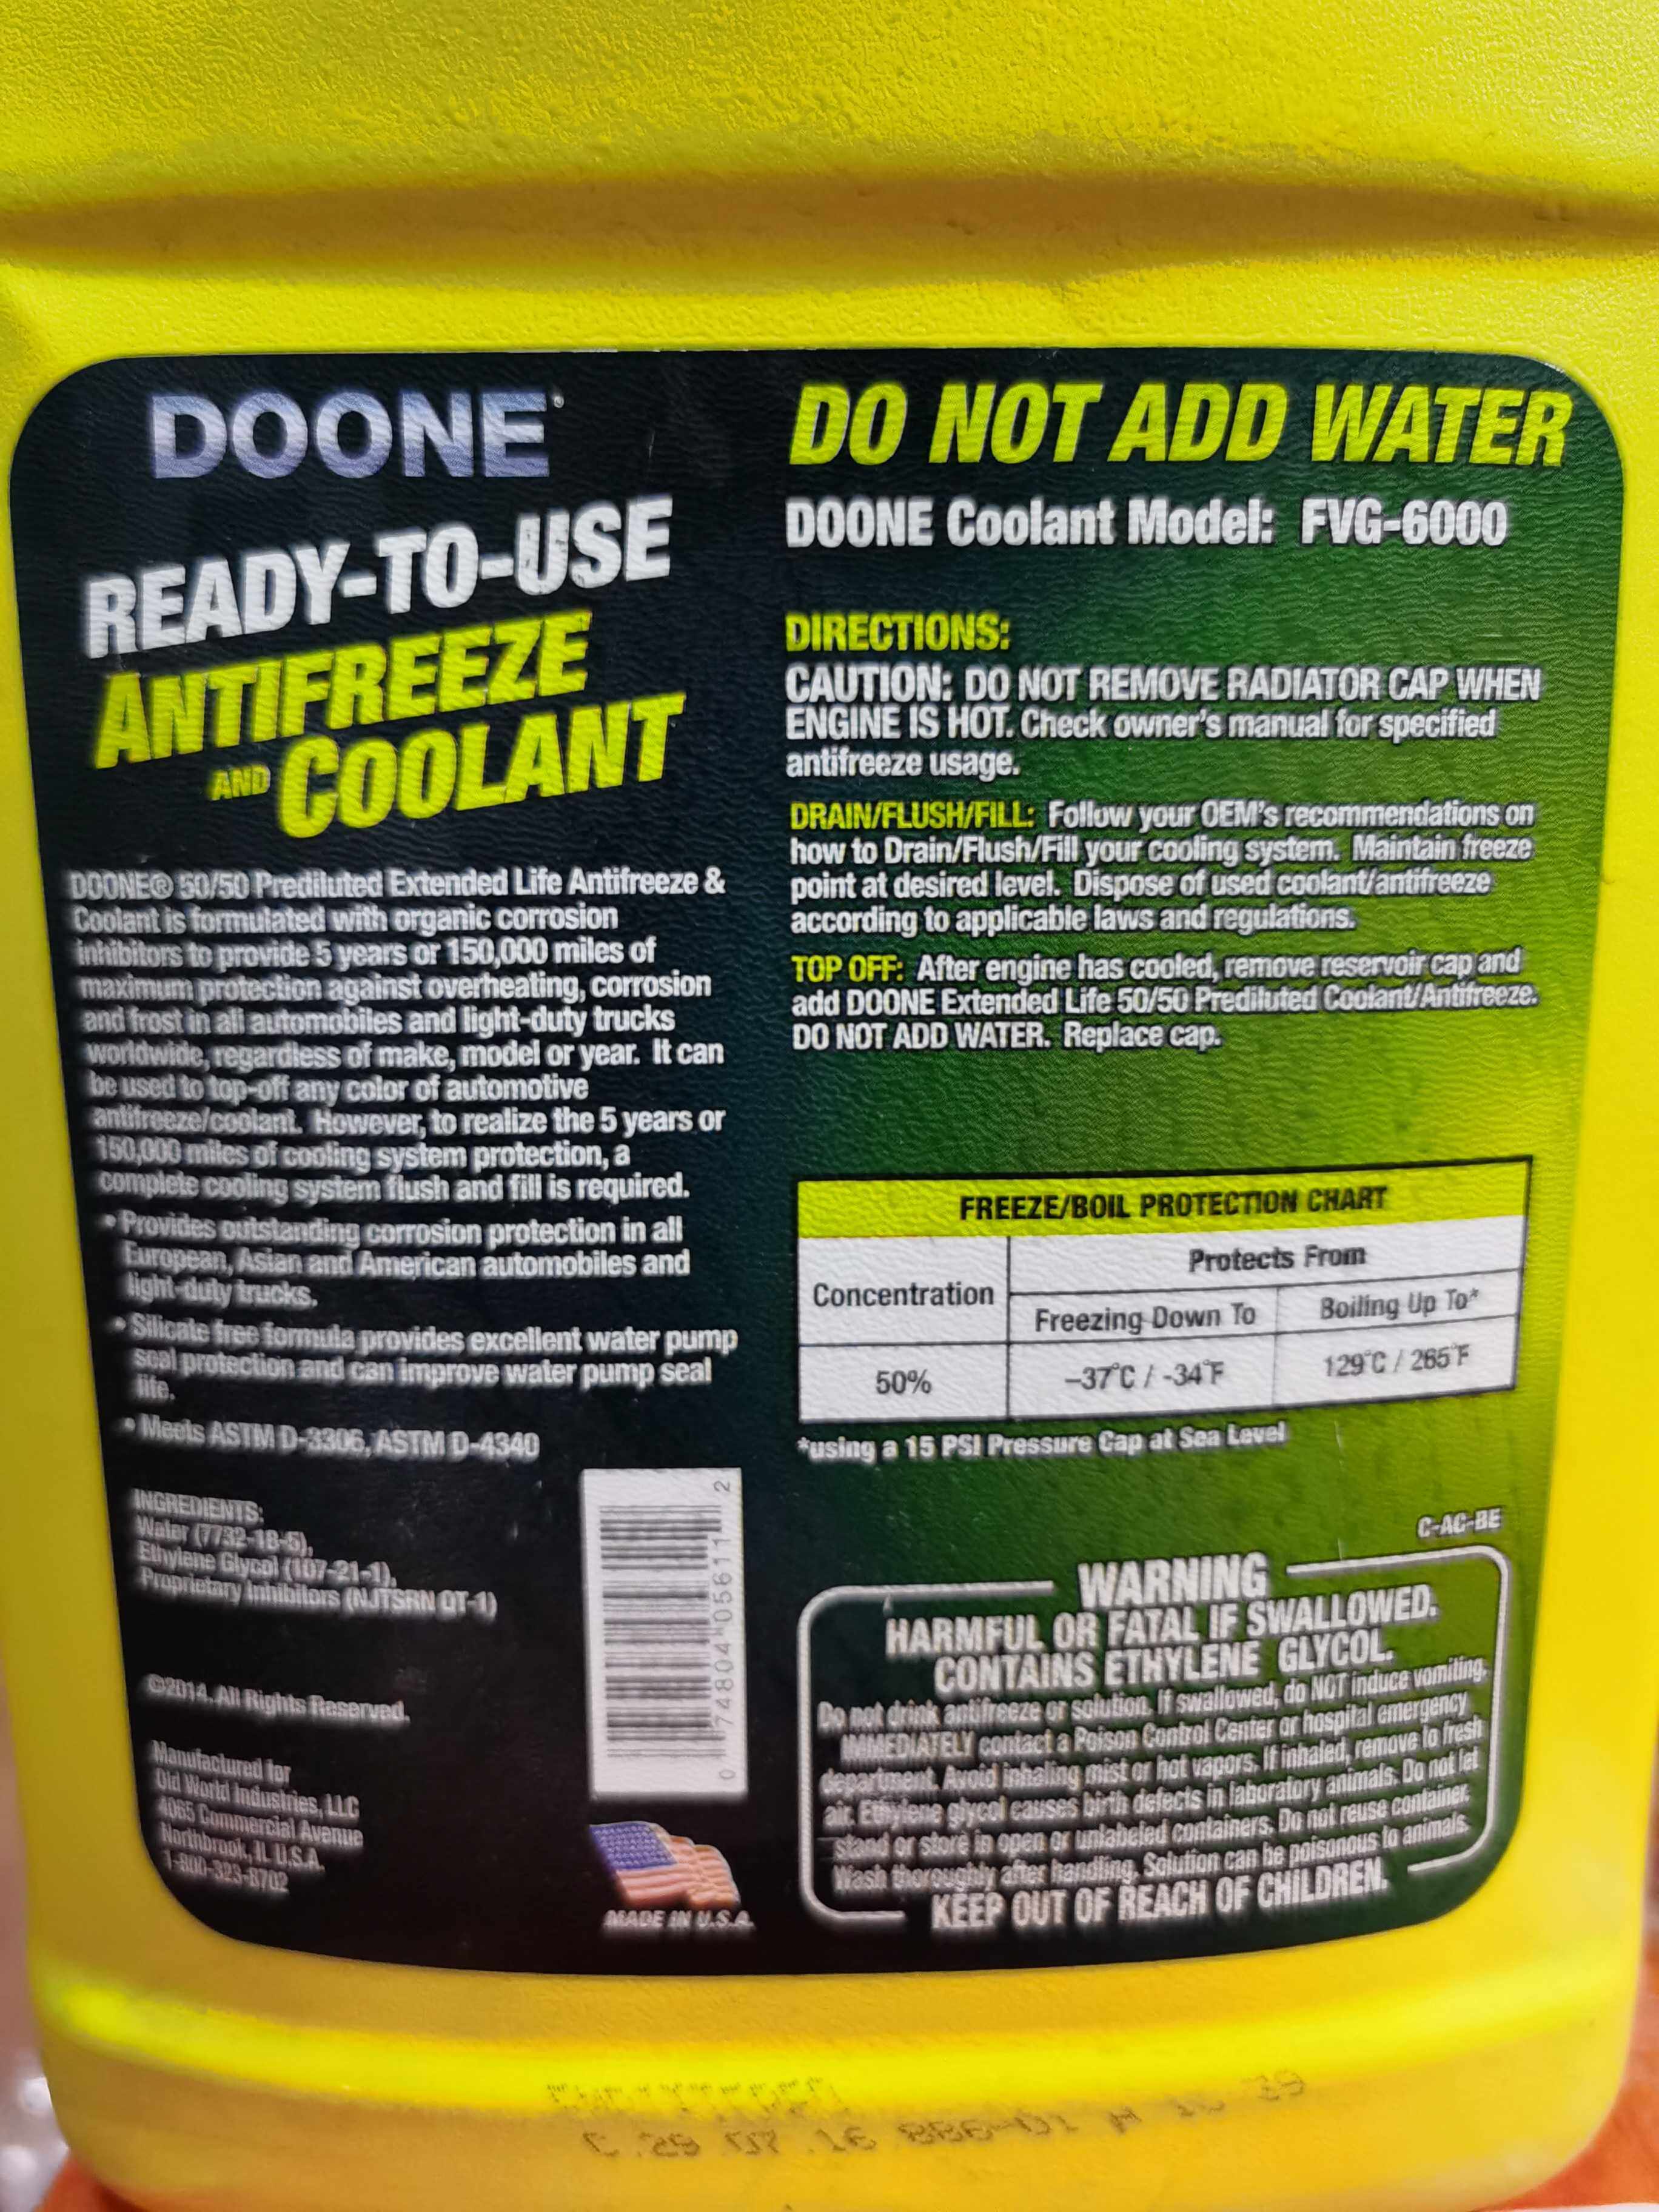 DOONE®
READY-TO-USE
ANTIFREEZE
AND COOLANT
DOONE® 50/50 Prediluted Extended Life Antifreeze &
Coolant is formulated with organic corrosion
inhibitors to provide 5 years or 150,000 miles of
maximum protection against overheating, corrosion
and frost in all automobiles and light-duty trucks
worldwide, regardless of make, model or year. It can
be used to top-off any color of automotive
antifreeze/coolant. However, to realize the 5 years or
150,000 miles of cooling system protection, a
complete cooling system flush and fill is required.
• Provides outstanding corrosion protection in all
European, Asian and American automobiles and
light-duty trucks.
• Silicate free formula provides excellent water pump
seal protection and can improve water pump seal
life.
• Meets ASTM D-3306, ASTM D-4340
INGREDIENTS:
Water (7732-18-5),
Ethylene Glycol (107-21-1),
Proprietary Inhibitors (NJTSRN QT-1)
©2014. All Rights Reserved.
Manufactured for
Old World Industries, LLC
4065 Commercial Avenue
Northbrook, IL U.S.A.
1-800-323-8702
0 74804 05611 2
MADE IN U.S.A.
DO NOT ADD WATER
DOONE Coolant Model: FVG-6000
DIRECTIONS:
CAUTION: DO NOT REMOVE RADIATOR CAP WHEN
ENGINE IS HOT. Check owner's manual for specified
antifreeze usage.
DRAIN/FLUSH/FILL: Follow your OEM's recommendations on
how to Drain/Flush/Fill your cooling system. Maintain freeze
point at desired level. Dispose of used coolant/antifreeze
according to applicable laws and regulations.
TOP OFF: After engine has cooled, remove reservoir cap and
add DOONE Extended Life 50/50 Prediluted Coolant/Antifreeze.
DO NOT ADD WATER. Replace cap.
FREEZE/BOIL PROTECTION CHART
Concentration
Protects From
Freezing Down To
Boiling Up To*
50%
-37°C / -34°F
129°C / 265°F
*using a 15 PSI Pressure Cap at Sea Level
C-AC-BE
WARNING
HARMFUL OR FATAL IF SWALLOWED.
CONTAINS ETHYLENE GLYCOL.
Do not drink antifreeze or solution. If swallowed, do NOT induce vomiting.
IMMEDIATELY contact a Poison Control Center or hospital emergency
department. Avoid inhaling mist or hot vapors. If inhaled, remove to fresh
air. Ethylene glycol causes birth defects in laboratory animals. Do not let
stand or store in open or unlabeled containers. Do not reuse container.
Wash thoroughly after handling. Solution can be poisonous to animals.
KEEP OUT OF REACH OF CHILDREN.